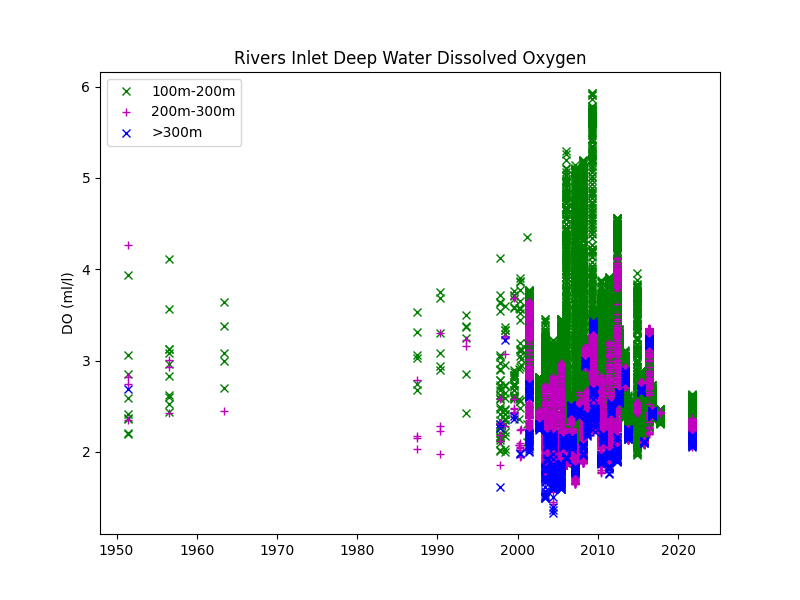 Rivers Inlet Deep Water Dissolved Oxygen
100m-200m
200m-300m
>300m
DO (ml/l)
6
5
4
3
2
1950 1960 1970 1980 1990 2000 2010 2020